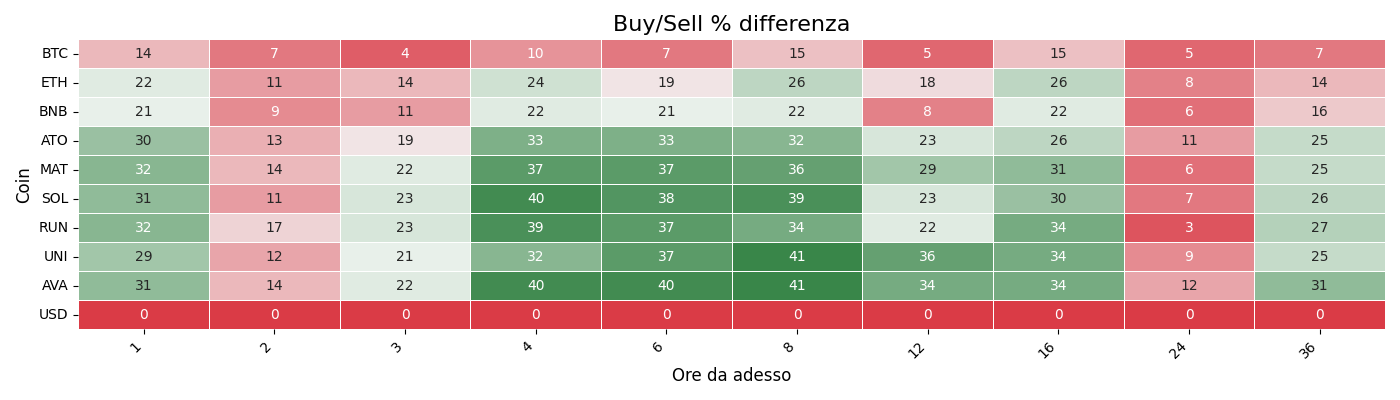 Buy/Sell % differenza
Coin
BTC 14 7 4 10 7 15 5 15 5 7
ETH 22 11 14 24 19 26 18 26 8 14
BNB 21 9 11 22 21 22 8 22 6 16
ATO 30 13 19 33 33 32 23 26 11 25
MAT 32 14 22 37 37 36 29 31 6 25
SOL 31 11 23 40 38 39 23 30 7 26
RUN 32 17 23 39 37 34 22 34 3 27
UNI 29 12 21 32 37 41 36 34 9 25
AVA 31 14 22 40 40 41 34 34 12 31
USD 0 0 0 0 0 0 0 0 0 0
1 2 3 4 6 8 12 16 24 36
Ore da adesso